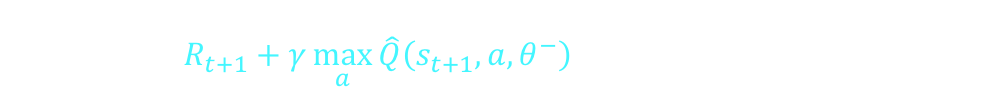 R_{t+1} + γ max_a Q̂(s_{t+1}, a, θ⁻)